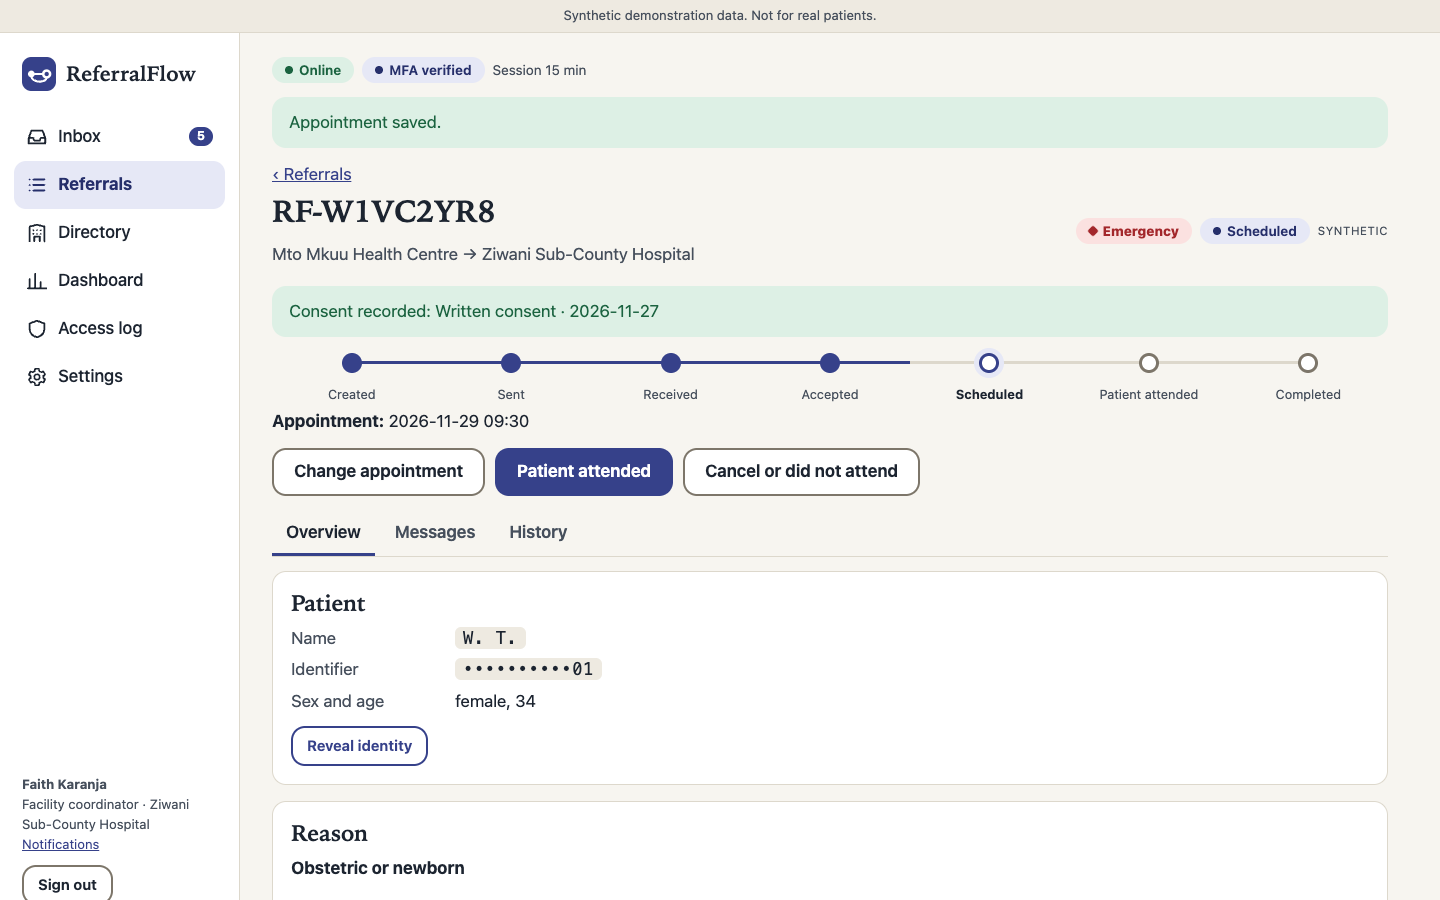 Synthetic demonstration data. Not for real patients.
ReferralFlow
Inbox 5
Referrals
Directory
Dashboard
Access log
Settings
Faith Karanja
Facility coordinator · Ziwani
Sub-County Hospital
Notifications
Sign out
Online MFA verified Session 15 min
Appointment saved.
‹ Referrals
RF-W1VC2YR8
Mto Mkuu Health Centre → Ziwani Sub-County Hospital
Emergency Scheduled SYNTHETIC
Consent recorded: Written consent · 2026-11-27
Created Sent Received Accepted Scheduled Patient attended Completed
Appointment: 2026-11-29 09:30
Change appointment Patient attended Cancel or did not attend
Overview Messages History
Patient
Name W. T.
Identifier ••••••••••01
Sex and age female, 34
Reveal identity
Reason
Obstetric or newborn